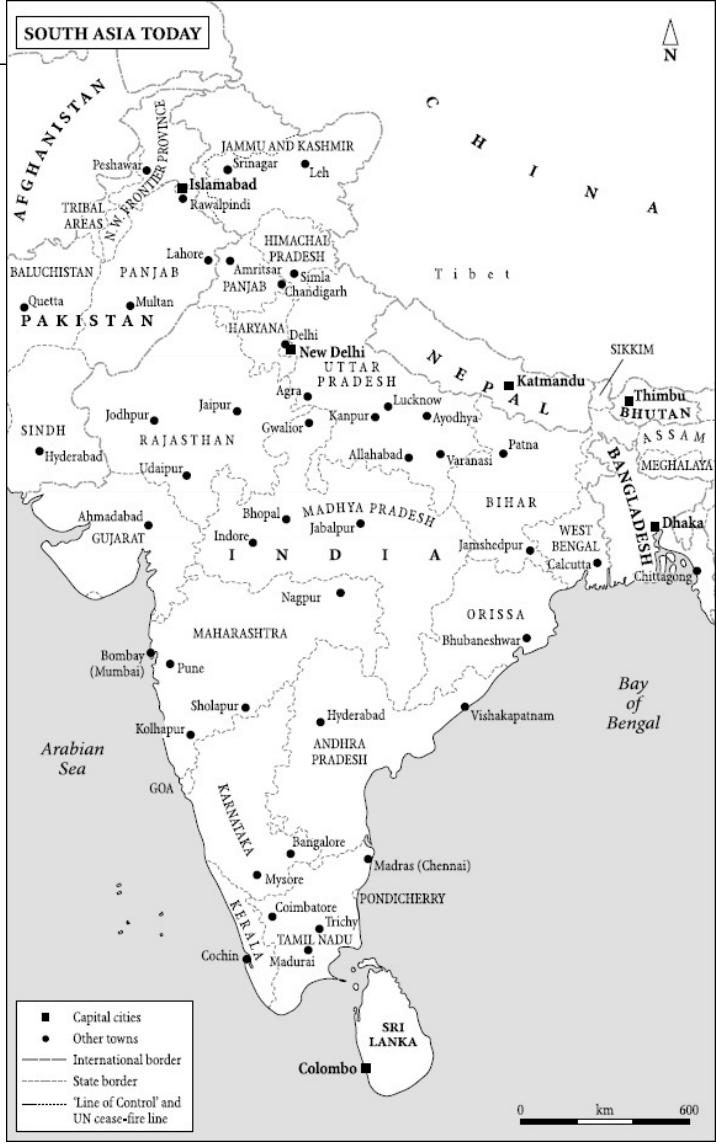 SOUTH ASIA TODAY
N
AFGHANISTAN
CHINA
N.W. FRONTIER PROVINCE
JAMMU AND KASHMIR
Peshawar
Srinagar
Leh
Islamabad
Rawalpindi
TRIBAL
AREAS
Lahore
HIMACHAL
PRADESH
BALUCHISTAN
PANJAB
Amritsar
Simla
Tibet
PANJAB
Chandigarh
Quetta
Multan
PAKISTAN
HARYANA
Delhi
New Delhi
NEPAL
SIKKIM
UTTAR
PRADESH
Katmandu
Agra
Thimbu
Lucknow
BHUTAN
Jaipur
Jodhpur
Kanpur
Ayodhya
Gwalior
SINDH
RAJASTHAN
ASSAM
Hyderabad
Allahabad
Varanasi
Patna
MEGHALAYA
Udaipur
BANGLADESH
BIHAR
Ahmadabad
Bhopal
MADHYA PRADESH
Jabalpur
Dhaka
GUJARAT
Indore
Jamshedpur
WEST
BENGAL
INDIA
Calcutta
Chittagong
Nagpur
ORISSA
MAHARASHTRA
Bhubaneshwar
Bombay
(Mumbai)
Pune
Sholapur
Hyderabad
Vishakapatnam
Bay
of
Bengal
Kolhapur
Arabian
Sea
ANDHRA
PRADESH
GOA
KARNATAKA
Bangalore
Madras (Chennai)
Mysore
PONDICHERRY
KERALA
Coimbatore
Trichy
TAMIL NADU
Cochin
Madurai
SRI
LANKA
Colombo
Capital cities
Other towns
International border
State border
'Line of Control' and
UN cease-fire line
0 km 600